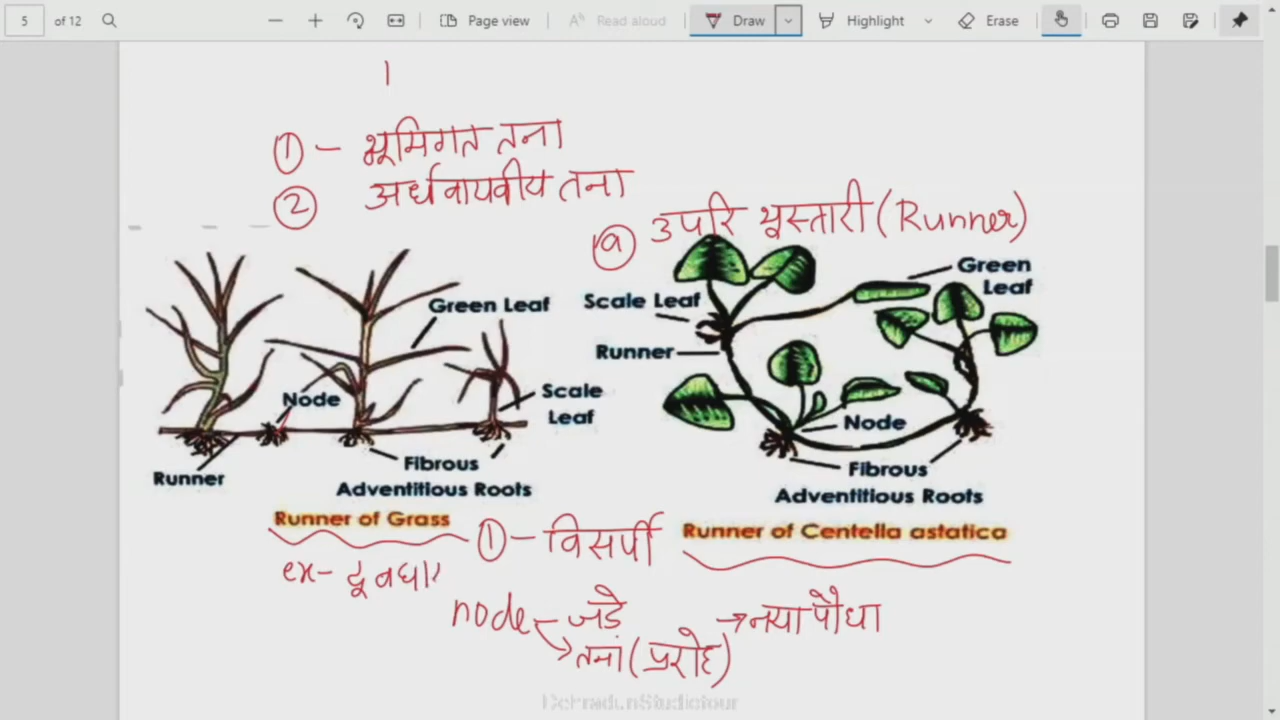 5 of 12 Page view Read aloud Draw Highlight Erase
① - भूमिगत तना
② अर्धवायवीय तना
ⓐ उपरि भूस्तारी (Runner)
Green Leaf
Node
Scale Leaf
Runner
Fibrous
Adventitious Roots
Runner of Grass
Scale Leaf
Runner
Green Leaf
Node
Fibrous
Adventitious Roots
Runner of Centella astatica
① - विसर्पी
ex- दूबघा
node जडे → नया पौधा
तना (प्ररोह)
DehradunStudietour